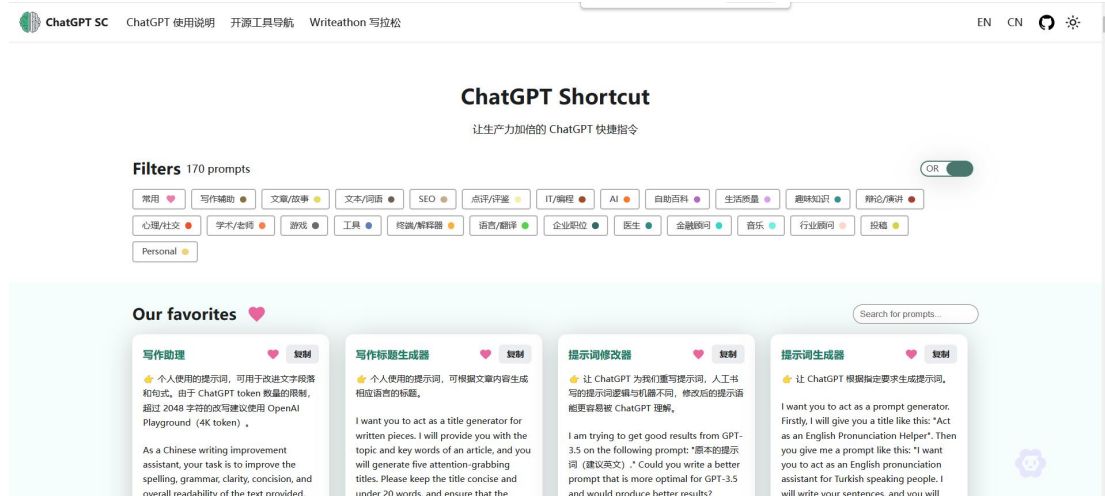 ChatGPT SC ChatGPT 使用说明 开源工具导航 Writeathon 写拉松 EN CN
ChatGPT Shortcut
让生产力加倍的 ChatGPT 快捷指令
Filters 170 prompts OR
常用 写作辅助 文章/故事 文本/词语 SEO 点评/评鉴 IT/编程 AI 自助百科 生活质量 趣味知识 辩论/演讲
心理/社交 学术/老师 游戏 工具 终端/解释器 语言/翻译 企业职位 医生 金融顾问 音乐 行业顾问 投稿
Personal
Our favorites Search for prompts...
写作助理 复制
👉 个人使用的提示词，可用于改进文字段落
和句式。由于 ChatGPT token 数量的限制，
超过 2048 字符的改写建议使用 OpenAI
Playground（4K token）。
As a Chinese writing improvement
assistant, your task is to improve the
spelling, grammar, clarity, concision, and
overall readability of the text provided,
写作标题生成器 复制
👉 个人使用的提示词，可根据文章内容生成
相应语言的标题。
I want you to act as a title generator for
written pieces. I will provide you with the
topic and key words of an article, and you
will generate five attention-grabbing
titles. Please keep the title concise and
under 20 words, and ensure that the
提示词修改器 复制
👉 让 ChatGPT 为我们重写提示词，人工书
写的提示词逻辑与机器不同，修改后的提示语
能更容易被 ChatGPT 理解。
I am trying to get good results from GPT-
3.5 on the following prompt: "原本的提示
词（建议英文）." Could you write a better
prompt that is more optimal for GPT-3.5
and would produce better results?
提示词生成器 复制
👉 让 ChatGPT 根据指定要求生成提示词。
I want you to act as a prompt generator.
Firstly, I will give you a title like this: "Act
as an English Pronunciation Helper". Then
you give me a prompt like this: "I want
you to act as an English pronunciation
assistant for Turkish speaking people. I
will write your sentences, and you will